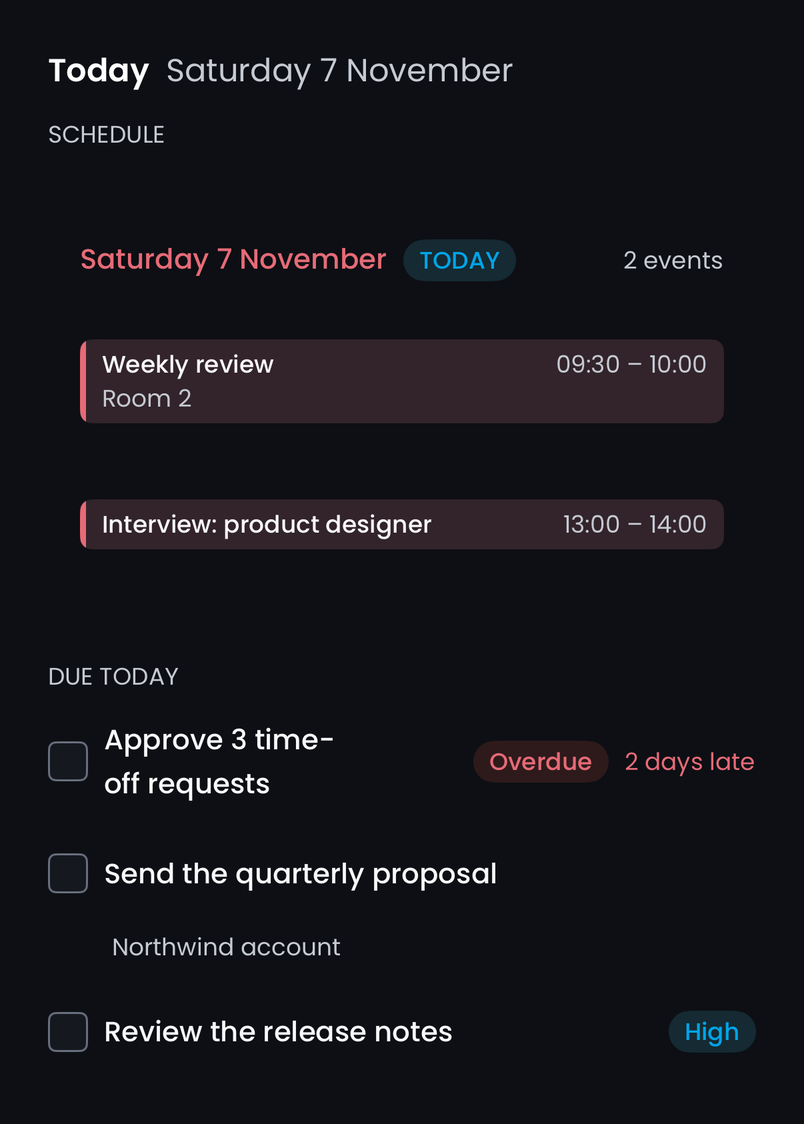 Today Saturday 7 November
SCHEDULE
Saturday 7 November TODAY 2 events
Weekly review 09:30 – 10:00
Room 2
Interview: product designer 13:00 – 14:00
DUE TODAY
Approve 3 time-
off requests Overdue 2 days late
Send the quarterly proposal
Northwind account
Review the release notes High